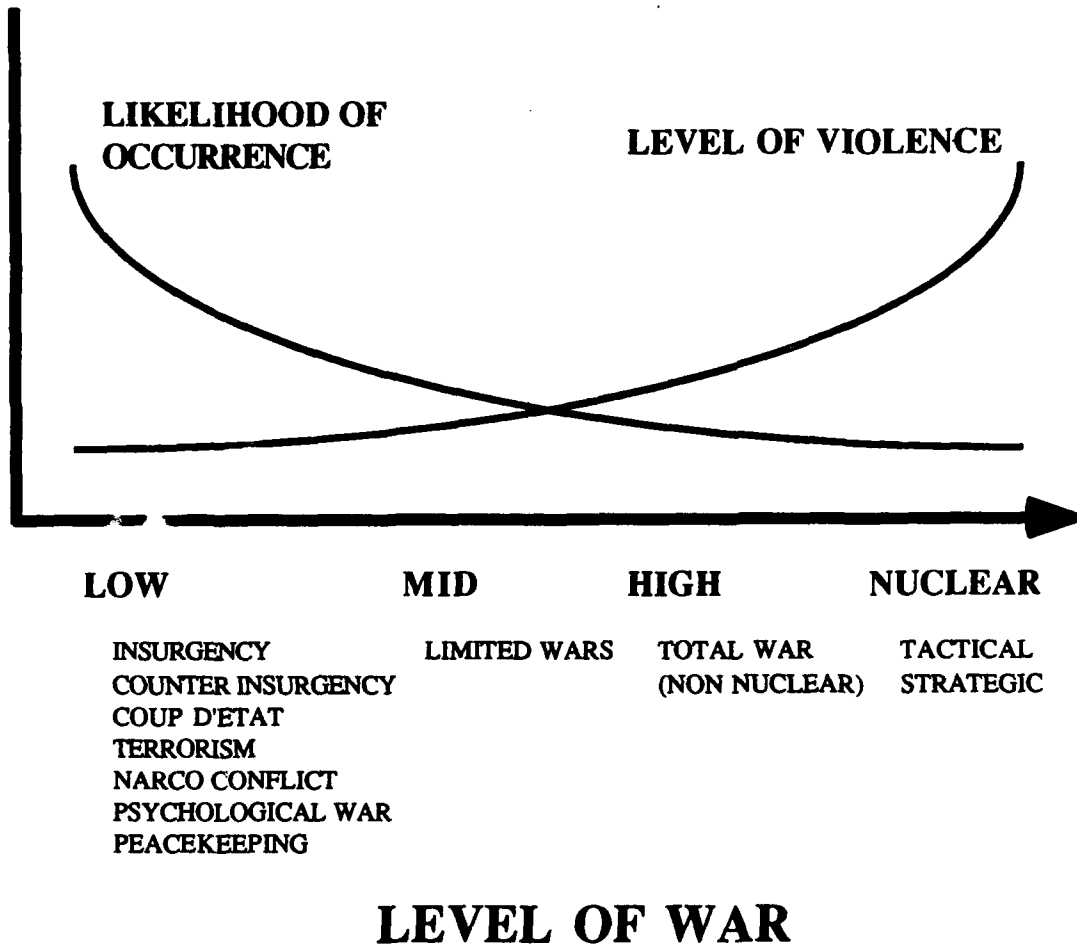 LIKELIHOOD OF
OCCURRENCE
LEVEL OF VIOLENCE
LOW
MID
HIGH
NUCLEAR
INSURGENCY
COUNTER INSURGENCY
COUP D'ETAT
TERRORISM
NARCO CONFLICT
PSYCHOLOGICAL WAR
PEACEKEEPING
LIMITED WARS
TOTAL WAR
(NON NUCLEAR)
TACTICAL
STRATEGIC
LEVEL OF WAR